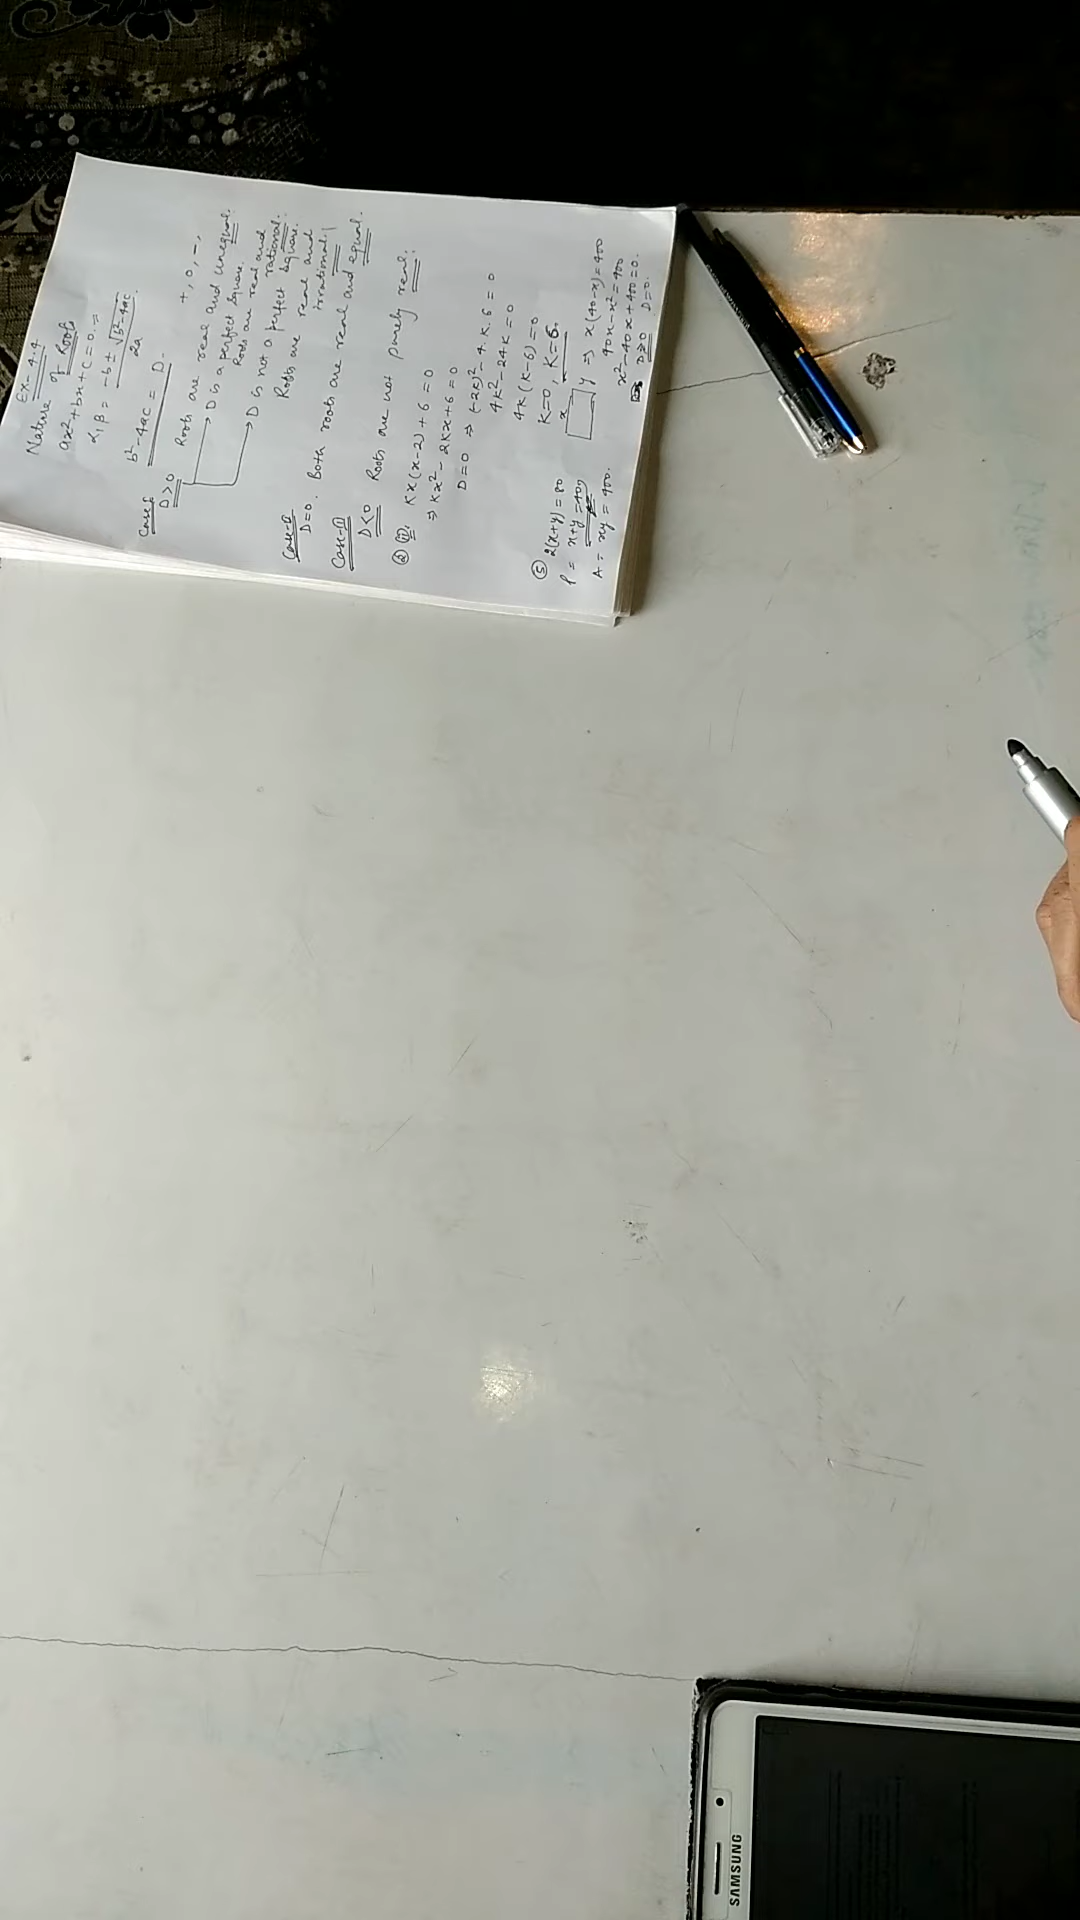 Ex-4.4
Nature of Roots
ax²+bx+c=0. =
α,β = -b ± √b²-4ac
2a
b²-4ac = D.
Case-I
D>0 Roots are real and unequal. +, 0, -,
→ D is a perfect square.
Roots are real and rational.
→ D is not a perfect square.
Roots are real and irrational.
Case-II
D=0. Both roots are real and equal.
Case-III
D<0 Roots are not purely real.
② (ii). Kx(x-2)+6=0
⇒ Kx²-2Kx+6=0
D=0 ⇒ (-2K)²-4.K.6=0
4K²-24K=0
4K(K-6)=0
K=0, K=6.
⑤ 2(x+y)=80
x
y
P = x+y=40
A = xy=400.
⇒ x(40-x)=400
40x-x²=400
x²-40x+400=0.
D≥0 D=0.
SAMSUNG